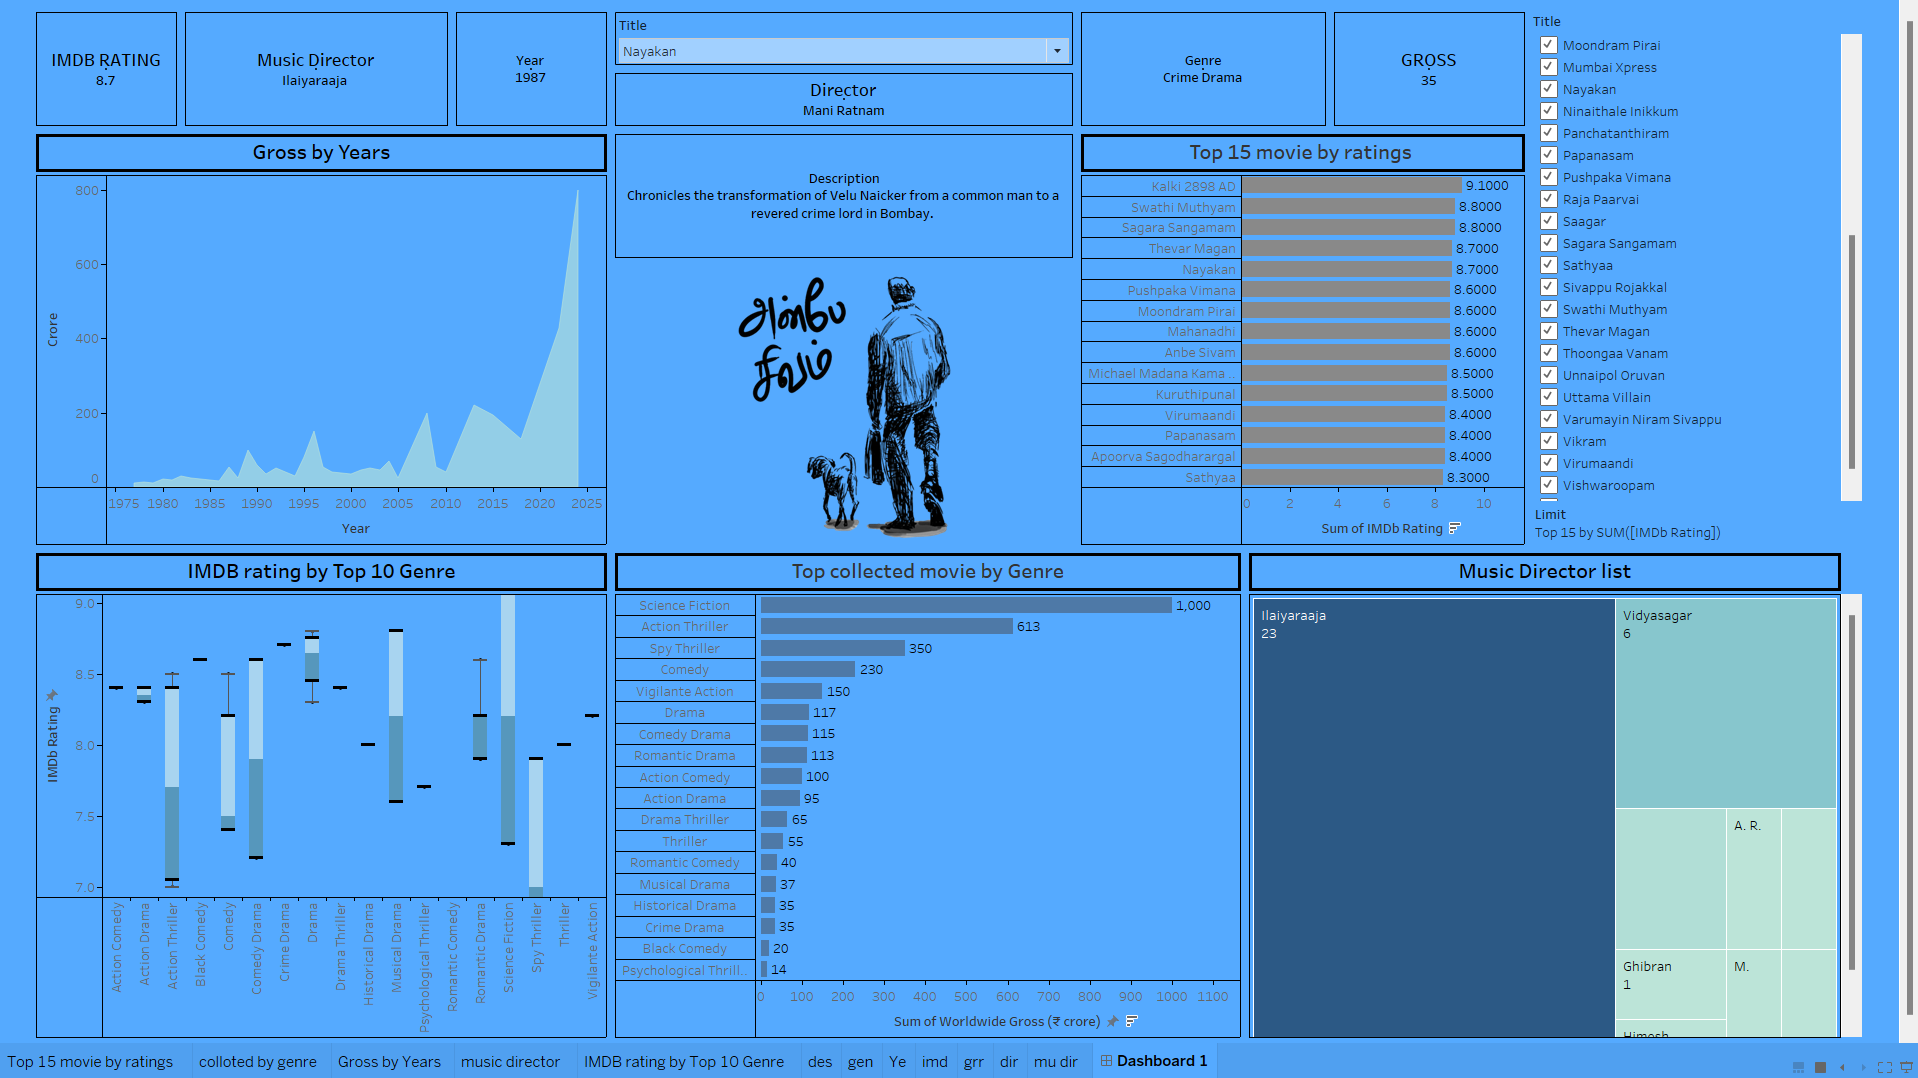 IMDB RATING
8.7
Music Director
Ilaiyaraaja
Year
1987
Title
Nayakan
Director
Mani Ratnam
Genre
Crime Drama
GROSS
35
Title
Moondram Pirai
Mumbai Xpress
Nayakan
Ninaithale Inikkum
Panchatanthiram
Papanasam
Pushpaka Vimana
Raja Paarvai
Saagar
Sagara Sangamam
Sathyaa
Sivappu Rojakkal
Swathi Muthyam
Thevar Magan
Thoongaa Vanam
Unnaipol Oruvan
Uttama Villain
Varumayin Niram Sivappu
Vikram
Virumaandi
Vishwaroopam
Limit
Top 15 by SUM([IMDb Rating])
Gross by Years
800
600
400
200
0
Crore
1975 1980 1985 1990 1995 2000 2005 2010 2015 2020 2025
Year
Description
Chronicles the transformation of Velu Naicker from a common man to a
revered crime lord in Bombay.
அன்பே
சிவம்
Top 15 movie by ratings
Kalki 2898 AD 9.1000
Swathi Muthyam 8.8000
Sagara Sangamam 8.8000
Thevar Magan 8.7000
Nayakan 8.7000
Pushpaka Vimana 8.6000
Moondram Pirai 8.6000
Mahanadhi 8.6000
Anbe Sivam 8.6000
Michael Madana Kama .. 8.5000
Kuruthipunal 8.5000
Virumaandi 8.4000
Papanasam 8.4000
Apoorva Sagodharargal 8.4000
Sathyaa 8.3000
0 2 4 6 8 10
Sum of IMDb Rating
IMDB rating by Top 10 Genre
9.0
8.5
8.0
7.5
7.0
IMDb Rating
Action Comedy
Action Drama
Action Thriller
Black Comedy
Comedy
Comedy Drama
Crime Drama
Drama
Drama Thriller
Historical Drama
Musical Drama
Psychological Thriller
Romantic Comedy
Romantic Drama
Science Fiction
Spy Thriller
Thriller
Vigilante Action
Top collected movie by Genre
Science Fiction 1,000
Action Thriller 613
Spy Thriller 350
Comedy 230
Vigilante Action 150
Drama 117
Comedy Drama 115
Romantic Drama 113
Action Comedy 100
Action Drama 95
Drama Thriller 65
Thriller 55
Romantic Comedy 40
Musical Drama 37
Historical Drama 35
Crime Drama 35
Black Comedy 20
Psychological Thrill.. 14
0 100 200 300 400 500 600 700 800 900 1000 1100
Sum of Worldwide Gross (₹ crore)
Music Director list
Ilaiyaraaja
23
Vidyasagar
6
A. R.
Ghibran
1
M.
Himesh
Top 15 movie by ratings colloted by genre Gross by Years music director IMDB rating by Top 10 Genre des gen Ye imd grr dir mu dir Dashboard 1